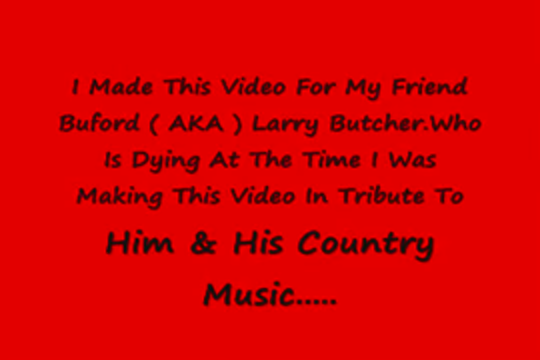 I Made This Video For My Friend
Buford ( AKA ) Larry Butcher.Who
Is Dying At The Time I Was
Making This Video In Tribute To
Him & His Country
Music.....